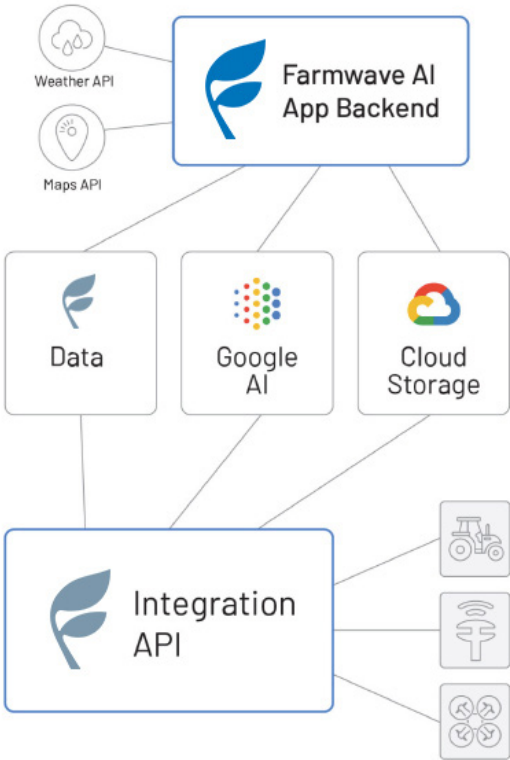 Weather API
Maps API
Farmwave AI
App Backend
Data
Google
AI
Cloud
Storage
Integration
API